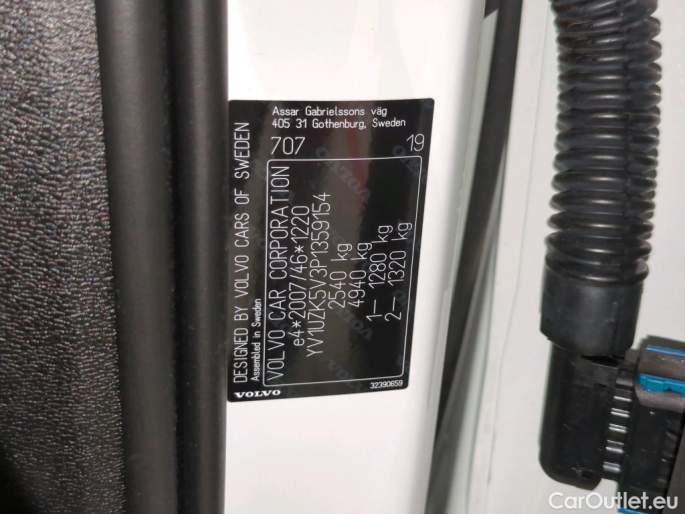 Assar Gabrielssons väg
405 31 Gothenburg, Sweden
707
19
DESIGNED BY VOLVO CARS OF SWEDEN
Assembled in Sweden
VOLVO CAR CORPORATION
e4*2007/46*1220
YV1UZK5V3P1359154
2540 kg
4940 kg
1– 1280 kg
2– 1320 kg
VOLVO
32390659
CarOutlet.eu